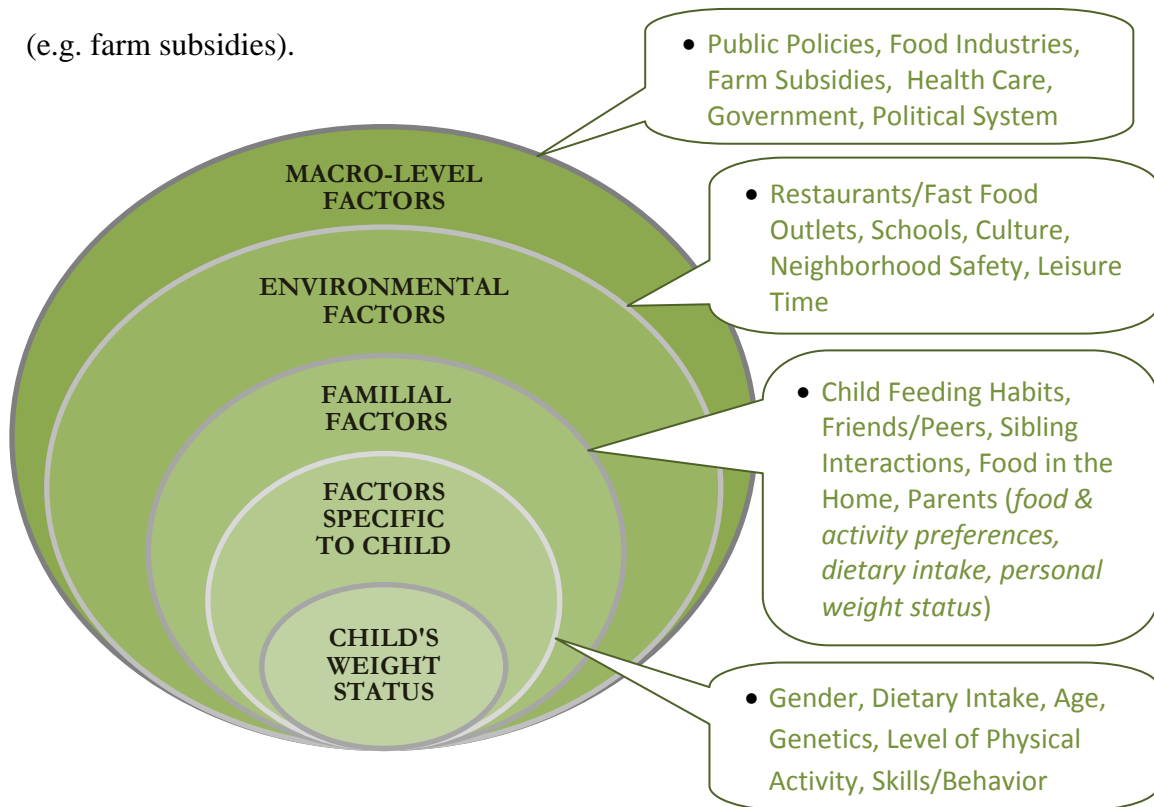 (e.g. farm subsidies).
• Public Policies, Food Industries,
Farm Subsidies, Health Care,
Government, Political System
MACRO-LEVEL
FACTORS
• Restaurants/Fast Food
Outlets, Schools, Culture,
Neighborhood Safety, Leisure
Time
ENVIRONMENTAL
FACTORS
• Child Feeding Habits,
Friends/Peers, Sibling
Interactions, Food in the
Home, Parents (food &
activity preferences,
dietary intake, personal
weight status)
FAMILIAL
FACTORS
FACTORS
SPECIFIC
TO CHILD
CHILD'S
WEIGHT
STATUS
• Gender, Dietary Intake, Age,
Genetics, Level of Physical
Activity, Skills/Behavior